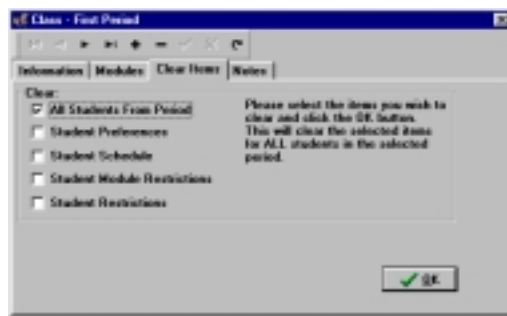 Class - First Period
Information Modules Clear Items Notes
Clear:
All Students From Period
Student Preferences
Student Schedule
Student Module Restrictions
Student Restrictions
Please select the items you wish to
clear and click the OK button.
This will clear the selected items
for ALL students in the selected
period.
OK